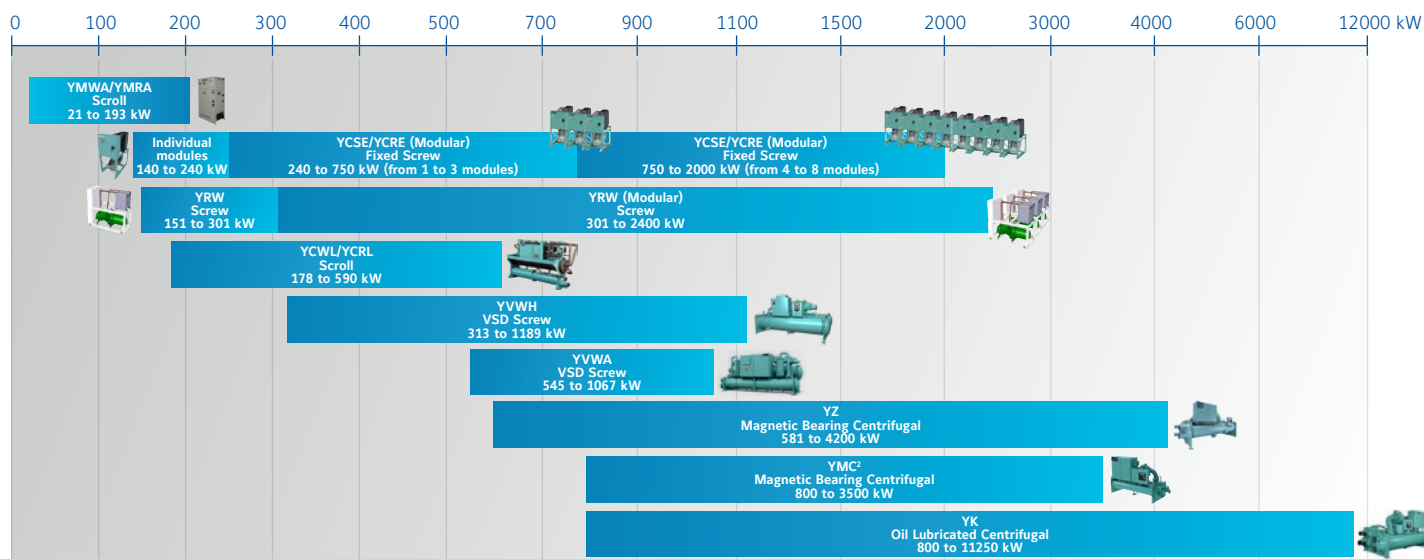 0 100 200 300 400 500 700 900 1100 1500 2000 3000 4000 6000 12000 kW
YMWA/YMRA
Scroll
21 to 193 kW
Individual
modules
140 to 240 kW
YCSE/YCRE (Modular)
Fixed Screw
240 to 750 kW (from 1 to 3 modules)
YCSE/YCRE (Modular)
Fixed Screw
750 to 2000 kW (from 4 to 8 modules)
YRW
Screw
151 to 301 kW
YRW (Modular)
Screw
301 to 2400 kW
YCWL/YCRL
Scroll
178 to 590 kW
YVWH
VSD Screw
313 to 1189 kW
YVWA
VSD Screw
545 to 1067 kW
YZ
Magnetic Bearing Centrifugal
581 to 4200 kW
YMC²
Magnetic Bearing Centrifugal
800 to 3500 kW
YK
Oil Lubricated Centrifugal
800 to 11250 kW